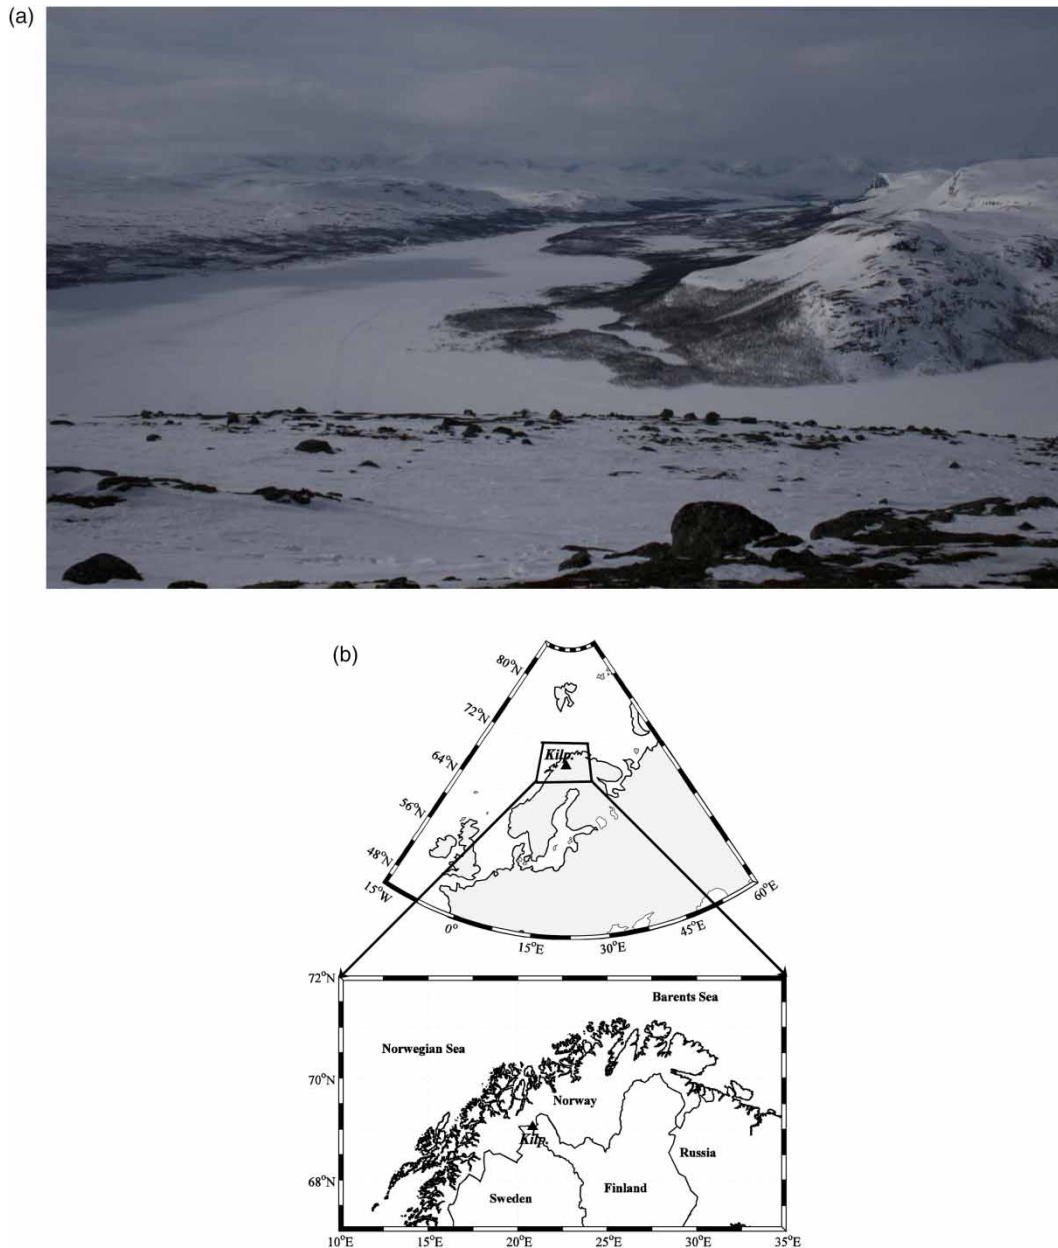 (a)
(b)
80°N
72°N
64°N
56°N
48°N
15°W
0°
15°E
30°E
45°E
60°E
Kilp.
72°N
70°N
68°N
10°E
15°E
20°E
25°E
30°E
35°E
Barents Sea
Norwegian Sea
Norway
Kilp.
Russia
Sweden
Finland